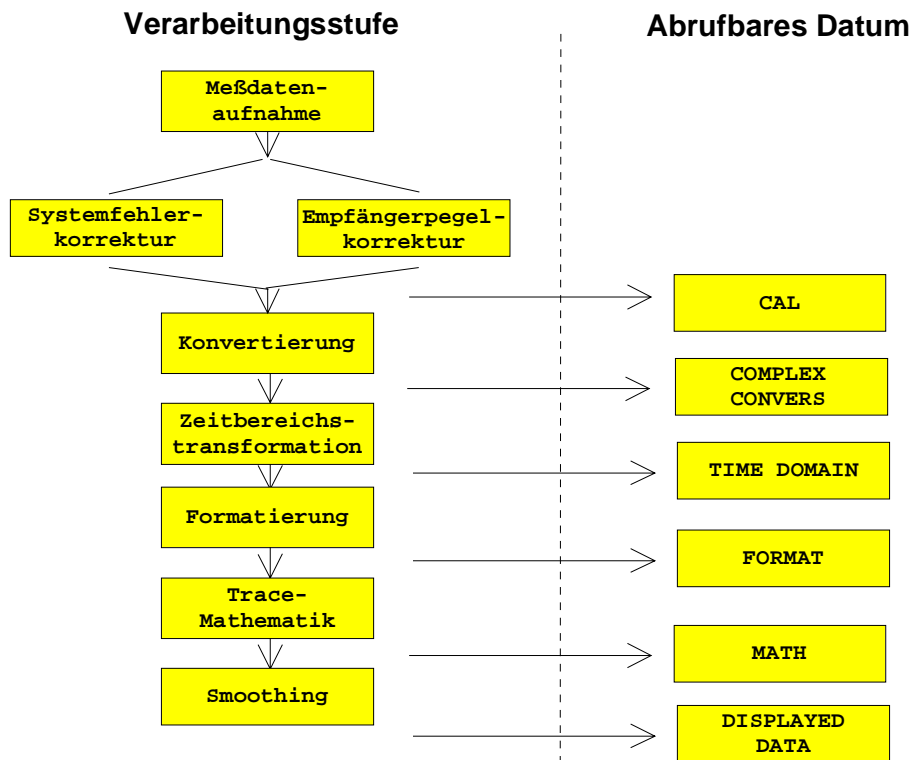 Verarbeitungsstufe
Abrufbares Datum
Meßdaten-
aufnahme
Systemfehler-
korrektur
Empfängerpegel-
korrektur
CAL
Konvertierung
COMPLEX
CONVERS
Zeitbereichs-
transformation
TIME DOMAIN
Formatierung
FORMAT
Trace-
Mathematik
MATH
Smoothing
DISPLAYED
DATA